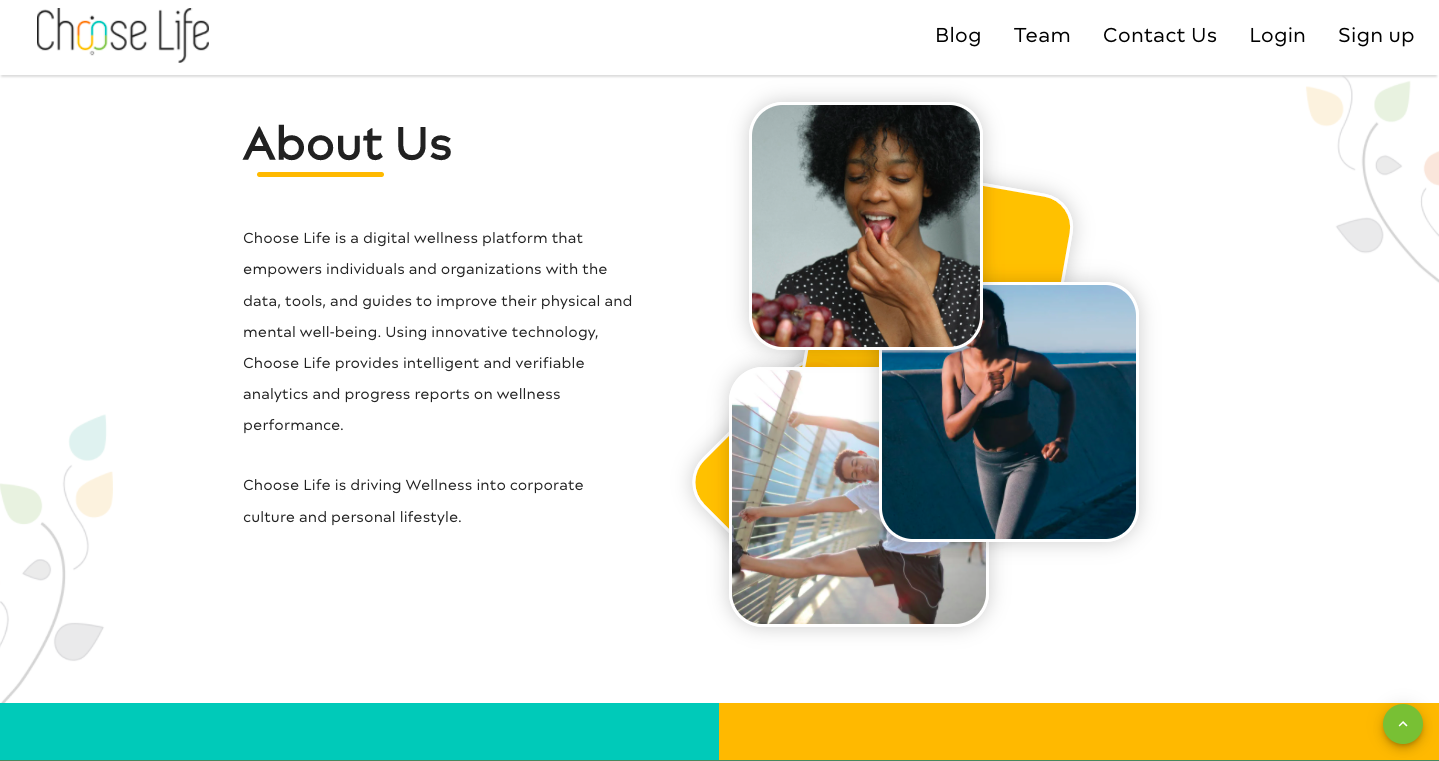 Choose Life
Blog Team Contact Us Login Sign up
About Us
Choose Life is a digital wellness platform that
empowers individuals and organizations with the
data, tools, and guides to improve their physical and
mental well-being. Using innovative technology,
Choose Life provides intelligent and verifiable
analytics and progress reports on wellness
performance.
Choose Life is driving Wellness into corporate
culture and personal lifestyle.